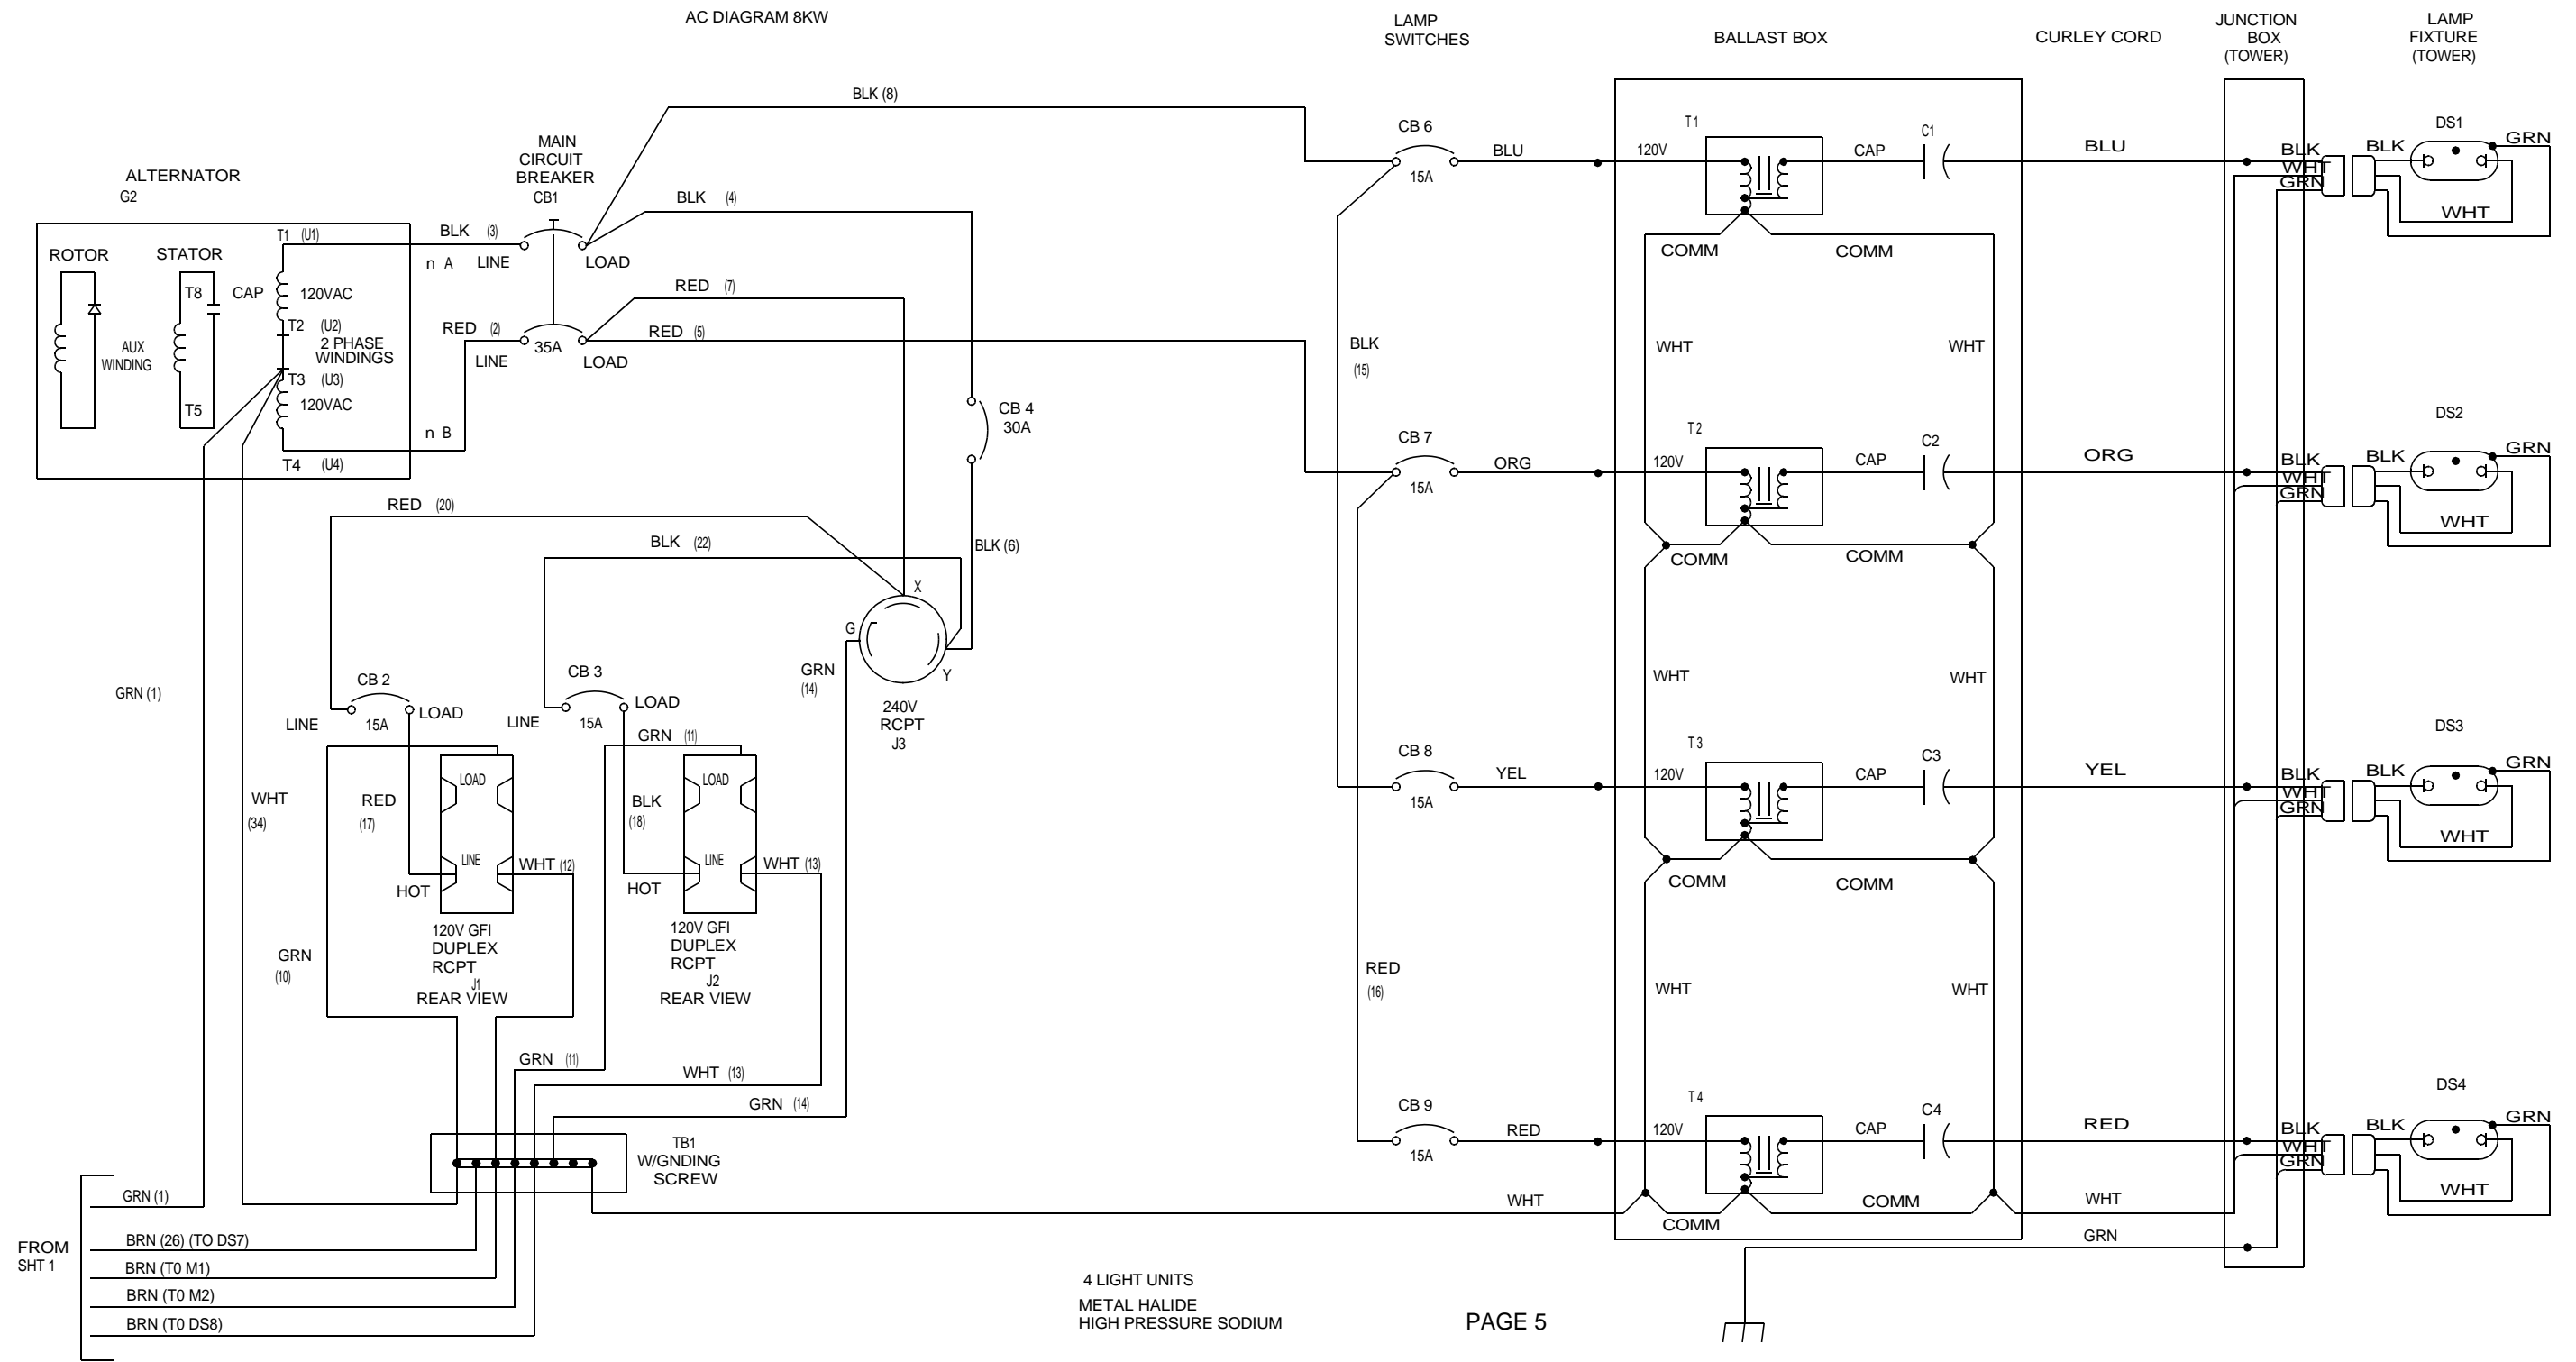 AC DIAGRAM 8KW
LAMP
SWITCHES
BALLAST BOX
CURLEY CORD
JUNCTION
BOX
(TOWER)
LAMP
FIXTURE
(TOWER)
ALTERNATOR
G2
ROTOR
STATOR
T8
CAP
AUX
WINDING
T5
T1 (U1)
120VAC
T2 (U2)
2 PHASE
WINDINGS
T3 (U3)
120VAC
T4 (U4)
BLK (3)
n A
LINE
RED (2)
LINE
n B
MAIN
CIRCUIT
BREAKER
CB1
LOAD
35A
LOAD
BLK (8)
BLK (4)
RED (7)
RED (5)
CB 4
30A
RED (20)
BLK (22)
BLK (6)
X
G
Y
GRN
(14)
240V
RCPT
J3
GRN (1)
CB 2
LINE
15A
LOAD
CB 3
LINE
15A
LOAD
GRN (11)
WHT
(34)
RED
(17)
LOAD
LINE
WHT (12)
HOT
BLK
(18)
LOAD
LINE
WHT (13)
HOT
120V GFI
DUPLEX
RCPT
J1
REAR VIEW
120V GFI
DUPLEX
RCPT
J2
REAR VIEW
GRN
(10)
GRN (11)
WHT (13)
GRN (14)
TB1
W/GNDING
SCREW
FROM
SHT 1
GRN (1)
BRN (26) (TO DS7)
BRN (T0 M1)
BRN (T0 M2)
BRN (T0 DS8)
CB 6
15A
BLU
120V
T1
CAP
C1
BLU
COMM
COMM
BLK
WHT
GRN
BLK
DS1
GRN
WHT
BLK
(15)
WHT
WHT
CB 7
15A
ORG
120V
T2
CAP
C2
ORG
COMM
COMM
BLK
WHT
GRN
BLK
DS2
GRN
WHT
WHT
WHT
CB 8
15A
YEL
120V
T3
CAP
C3
YEL
COMM
COMM
BLK
WHT
GRN
BLK
DS3
GRN
WHT
RED
(16)
WHT
WHT
CB 9
15A
RED
120V
T4
CAP
C4
RED
WHT
COMM
COMM
WHT
GRN
BLK
WHT
GRN
BLK
DS4
GRN
WHT
4 LIGHT UNITS
METAL HALIDE
HIGH PRESSURE SODIUM
PAGE 5